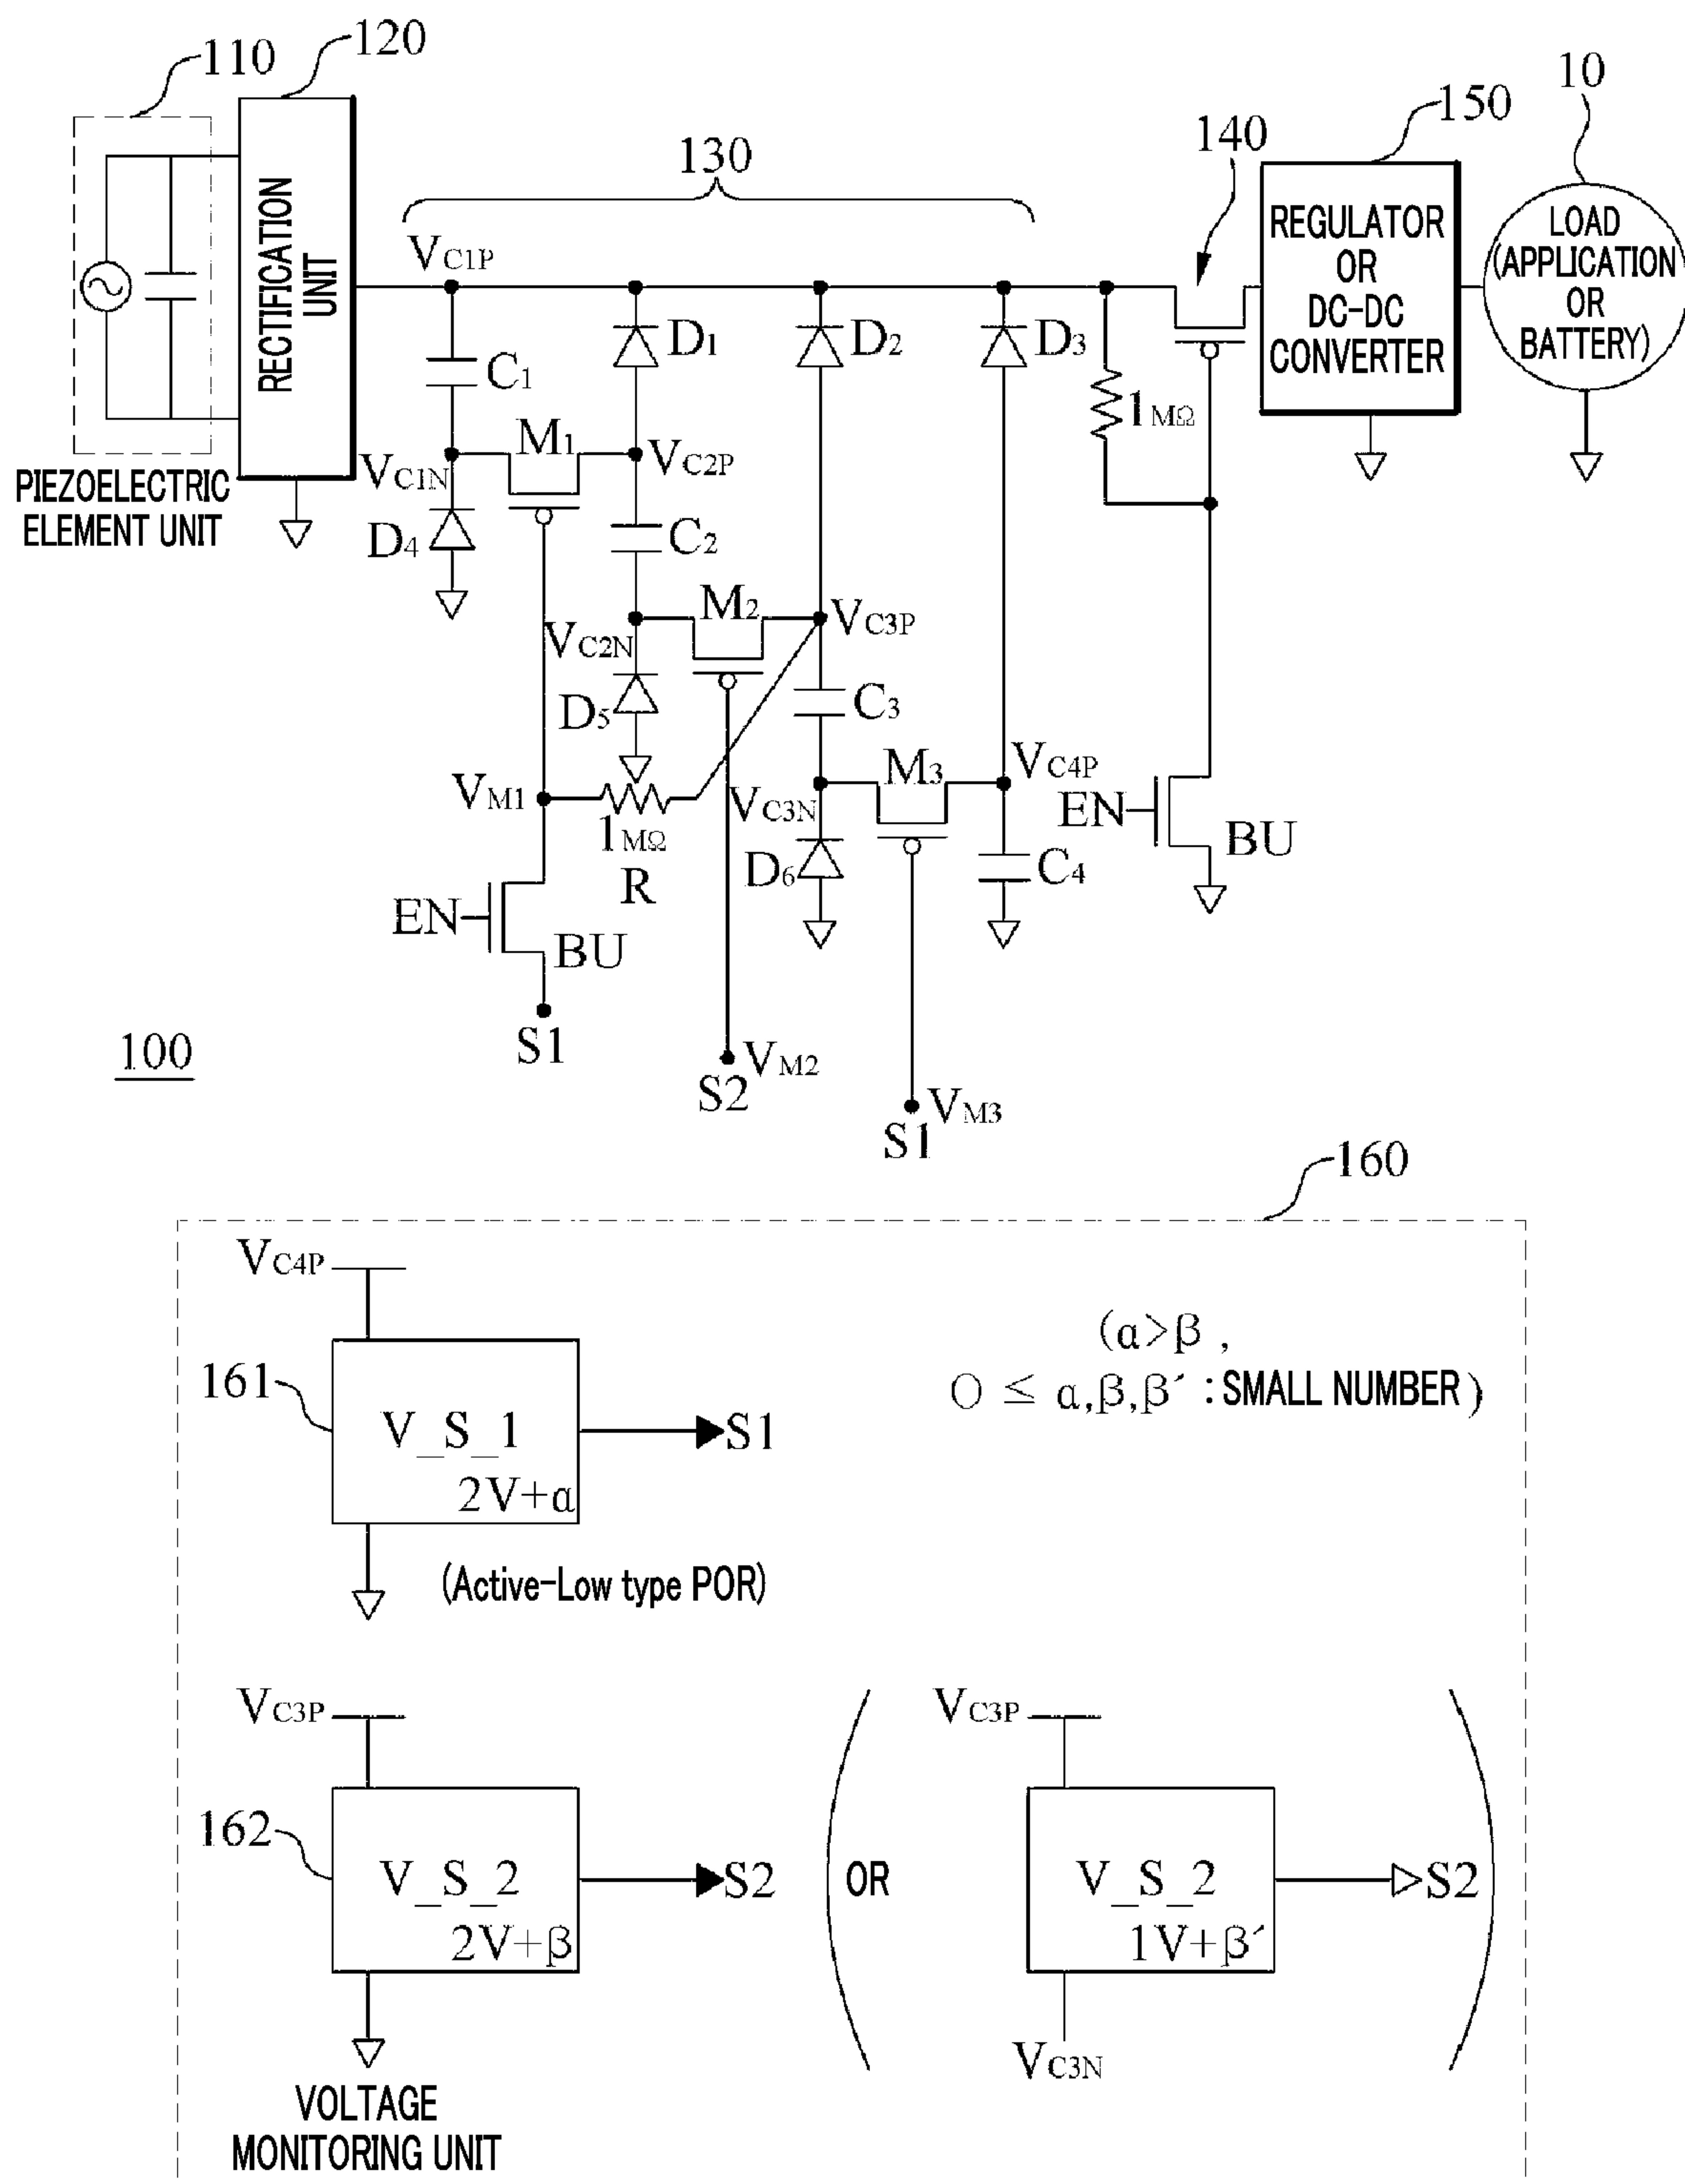 110
120
130
140
150
10
PIEZOELECTRIC
ELEMENT UNIT
RECTIFICATION
UNIT
REGULATOR
OR
DC-DC
CONVERTER
LOAD
(APPLICATION
OR
BATTERY)
VC1P
C1
D1
D2
D3
1MΩ
VC1N
M1
VC2P
D4
C2
VC2N
M2
VC3P
D5
C3
VM1
1MΩ
R
VC3N
M3
VC4P
D6
C4
EN
BU
EN
BU
S1
S2
VM2
S1
VM3
100
160
VC4P
161
V_S_1
2V+α
S1
(α>β ,
0 ≤ α,β,β´ : SMALL NUMBER)
(Active-Low type POR)
VC3P
162
V_S_2
2V+β
S2
OR
VC3P
V_S_2
1V+β´
S2
VC3N
VOLTAGE
MONITORING UNIT